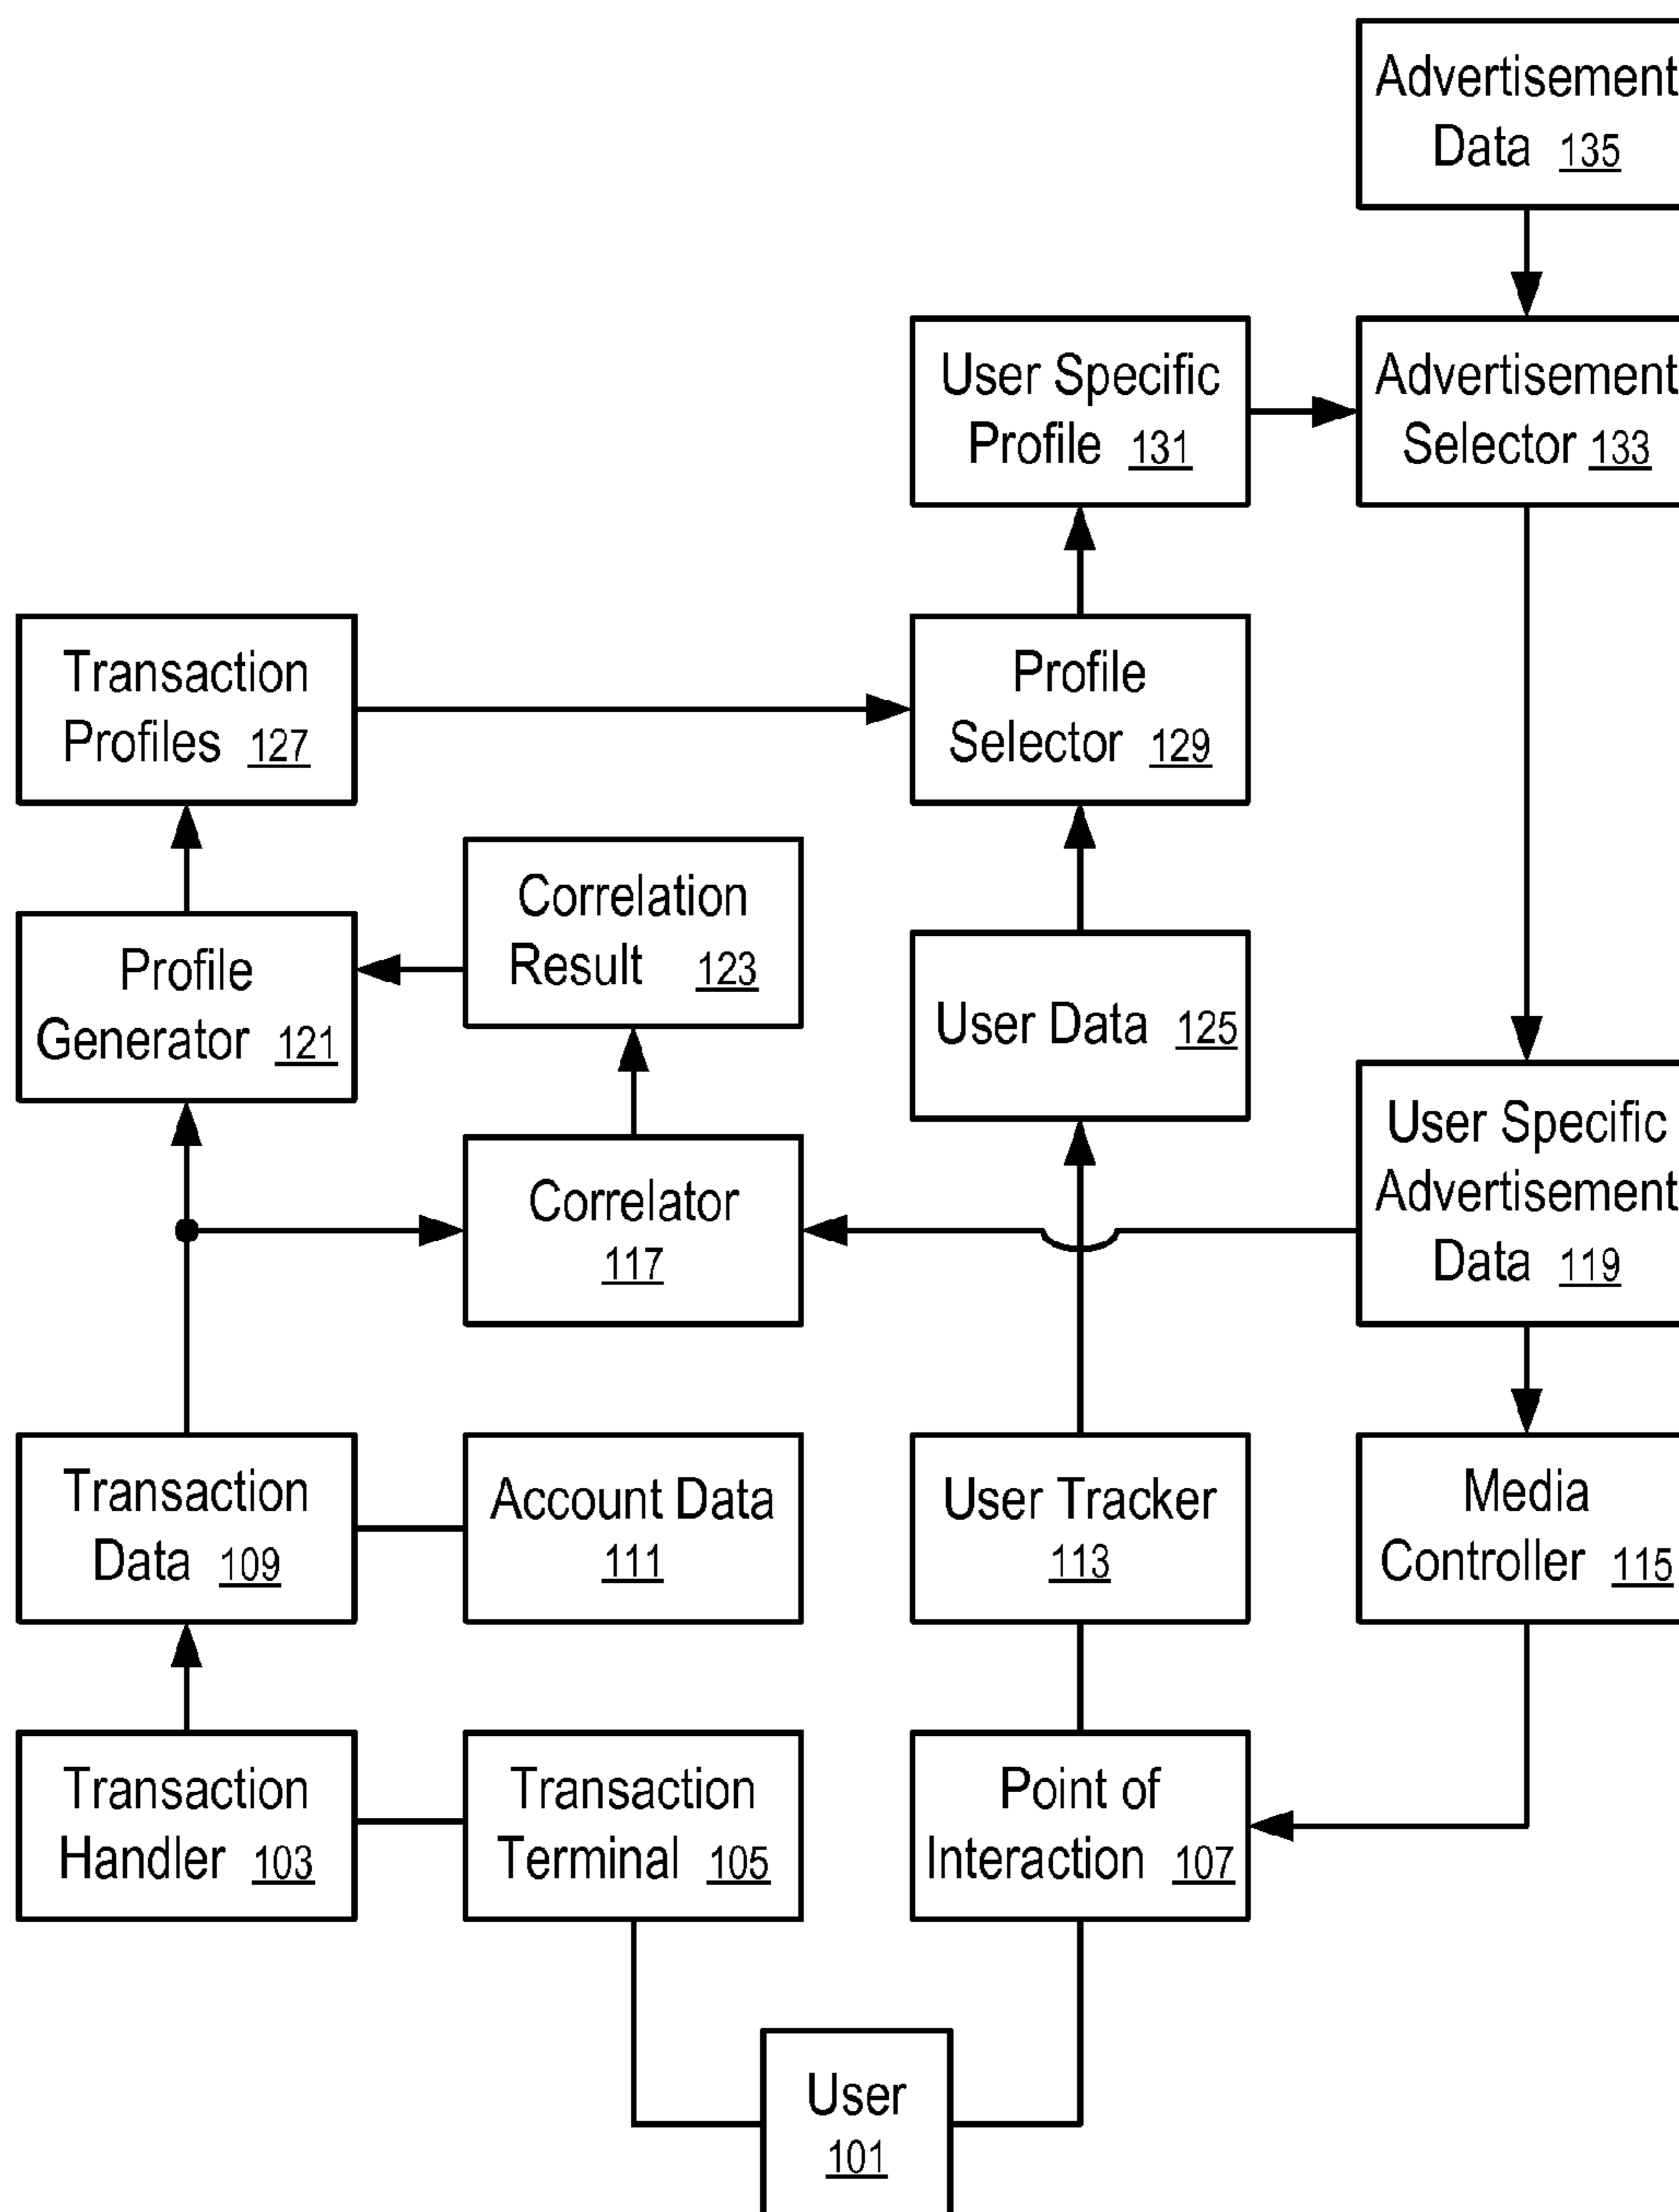 Advertisement
Data 135
User Specific
Profile 131
Advertisement
Selector 133
Transaction
Profiles 127
Profile
Selector 129
Correlation
Result 123
Profile
Generator 121
User Data 125
User Specific
Advertisement
Data 119
Correlator
117
Transaction
Data 109
Account Data
111
User Tracker
113
Media
Controller 115
Transaction
Handler 103
Transaction
Terminal 105
Point of
Interaction 107
User
101